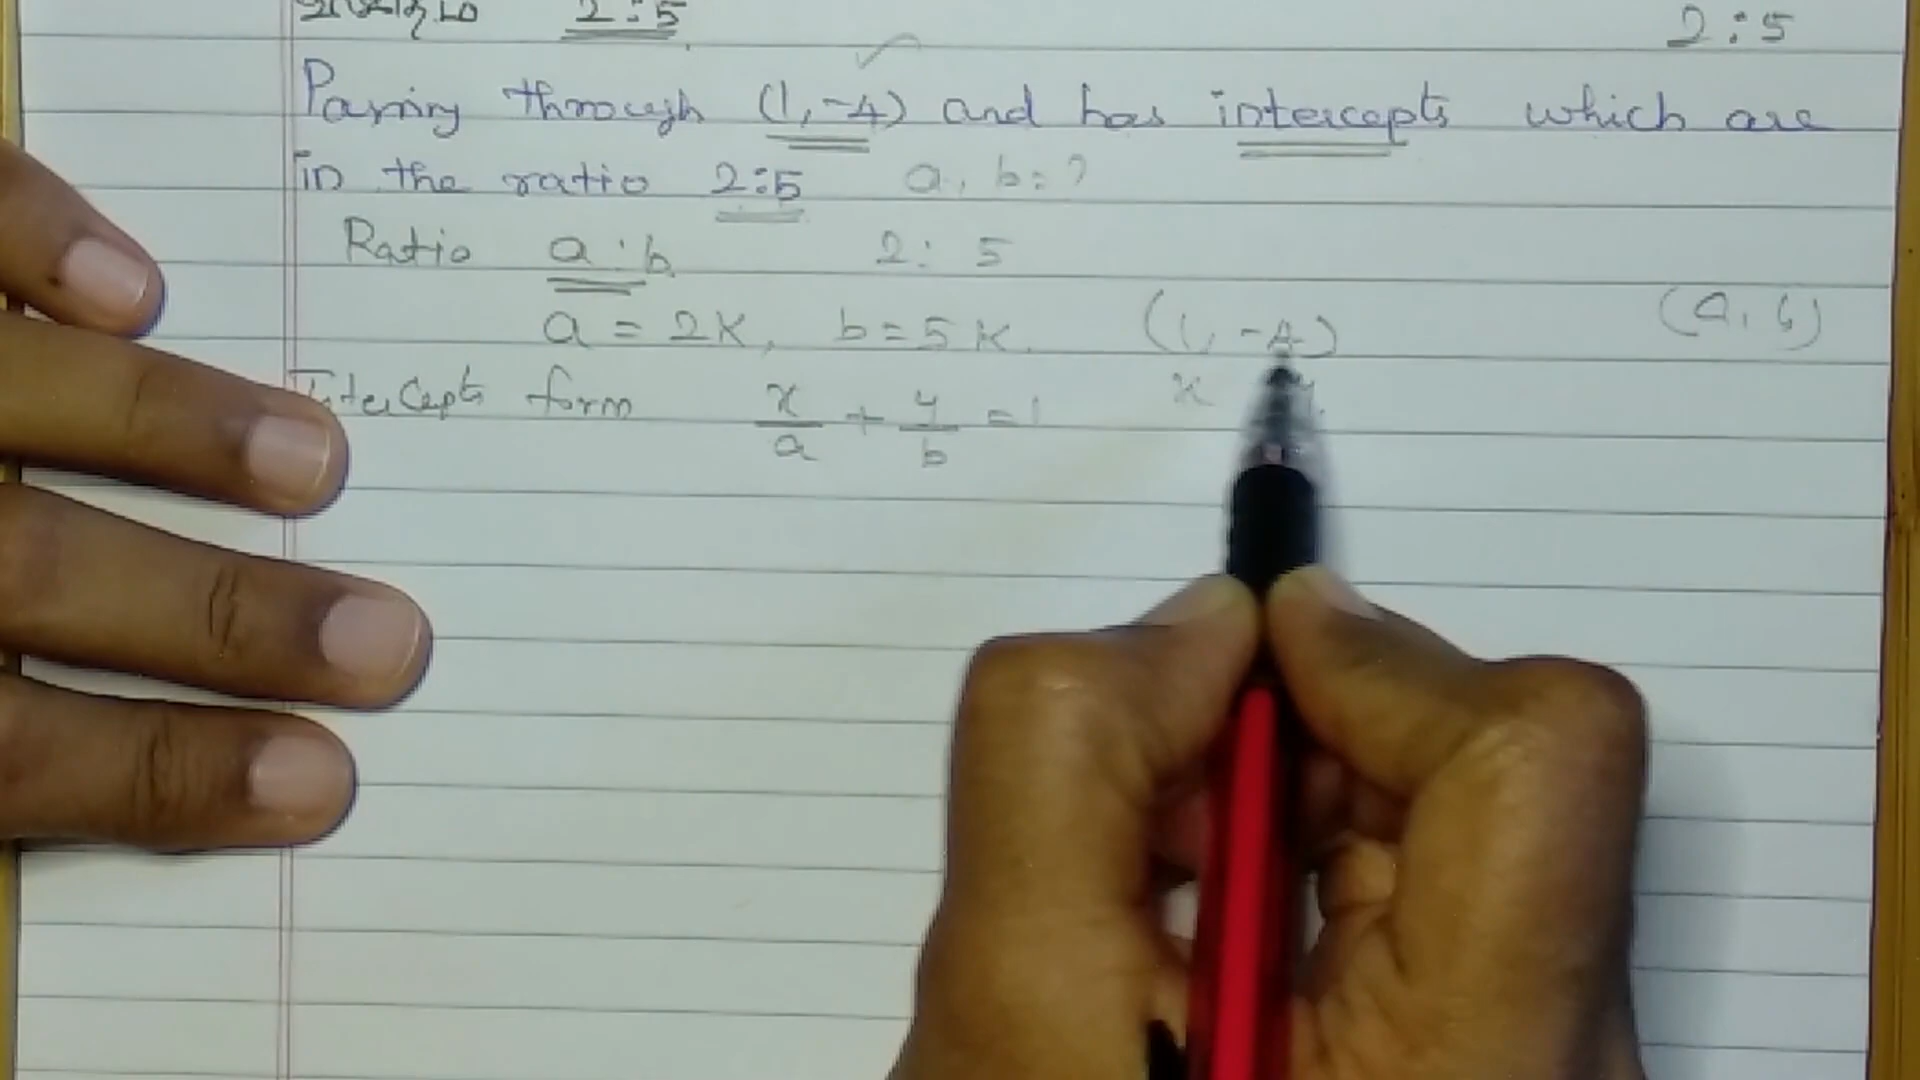 2:5 2:5
Passing through (1,-4) and has intercepts which are
in the ratio 2:5 a, b=?
Ratio a:b 2:5
a = 2K, b=5K. (1,-4) (a,b)
Intercepts form x/a + y/b =1 x y